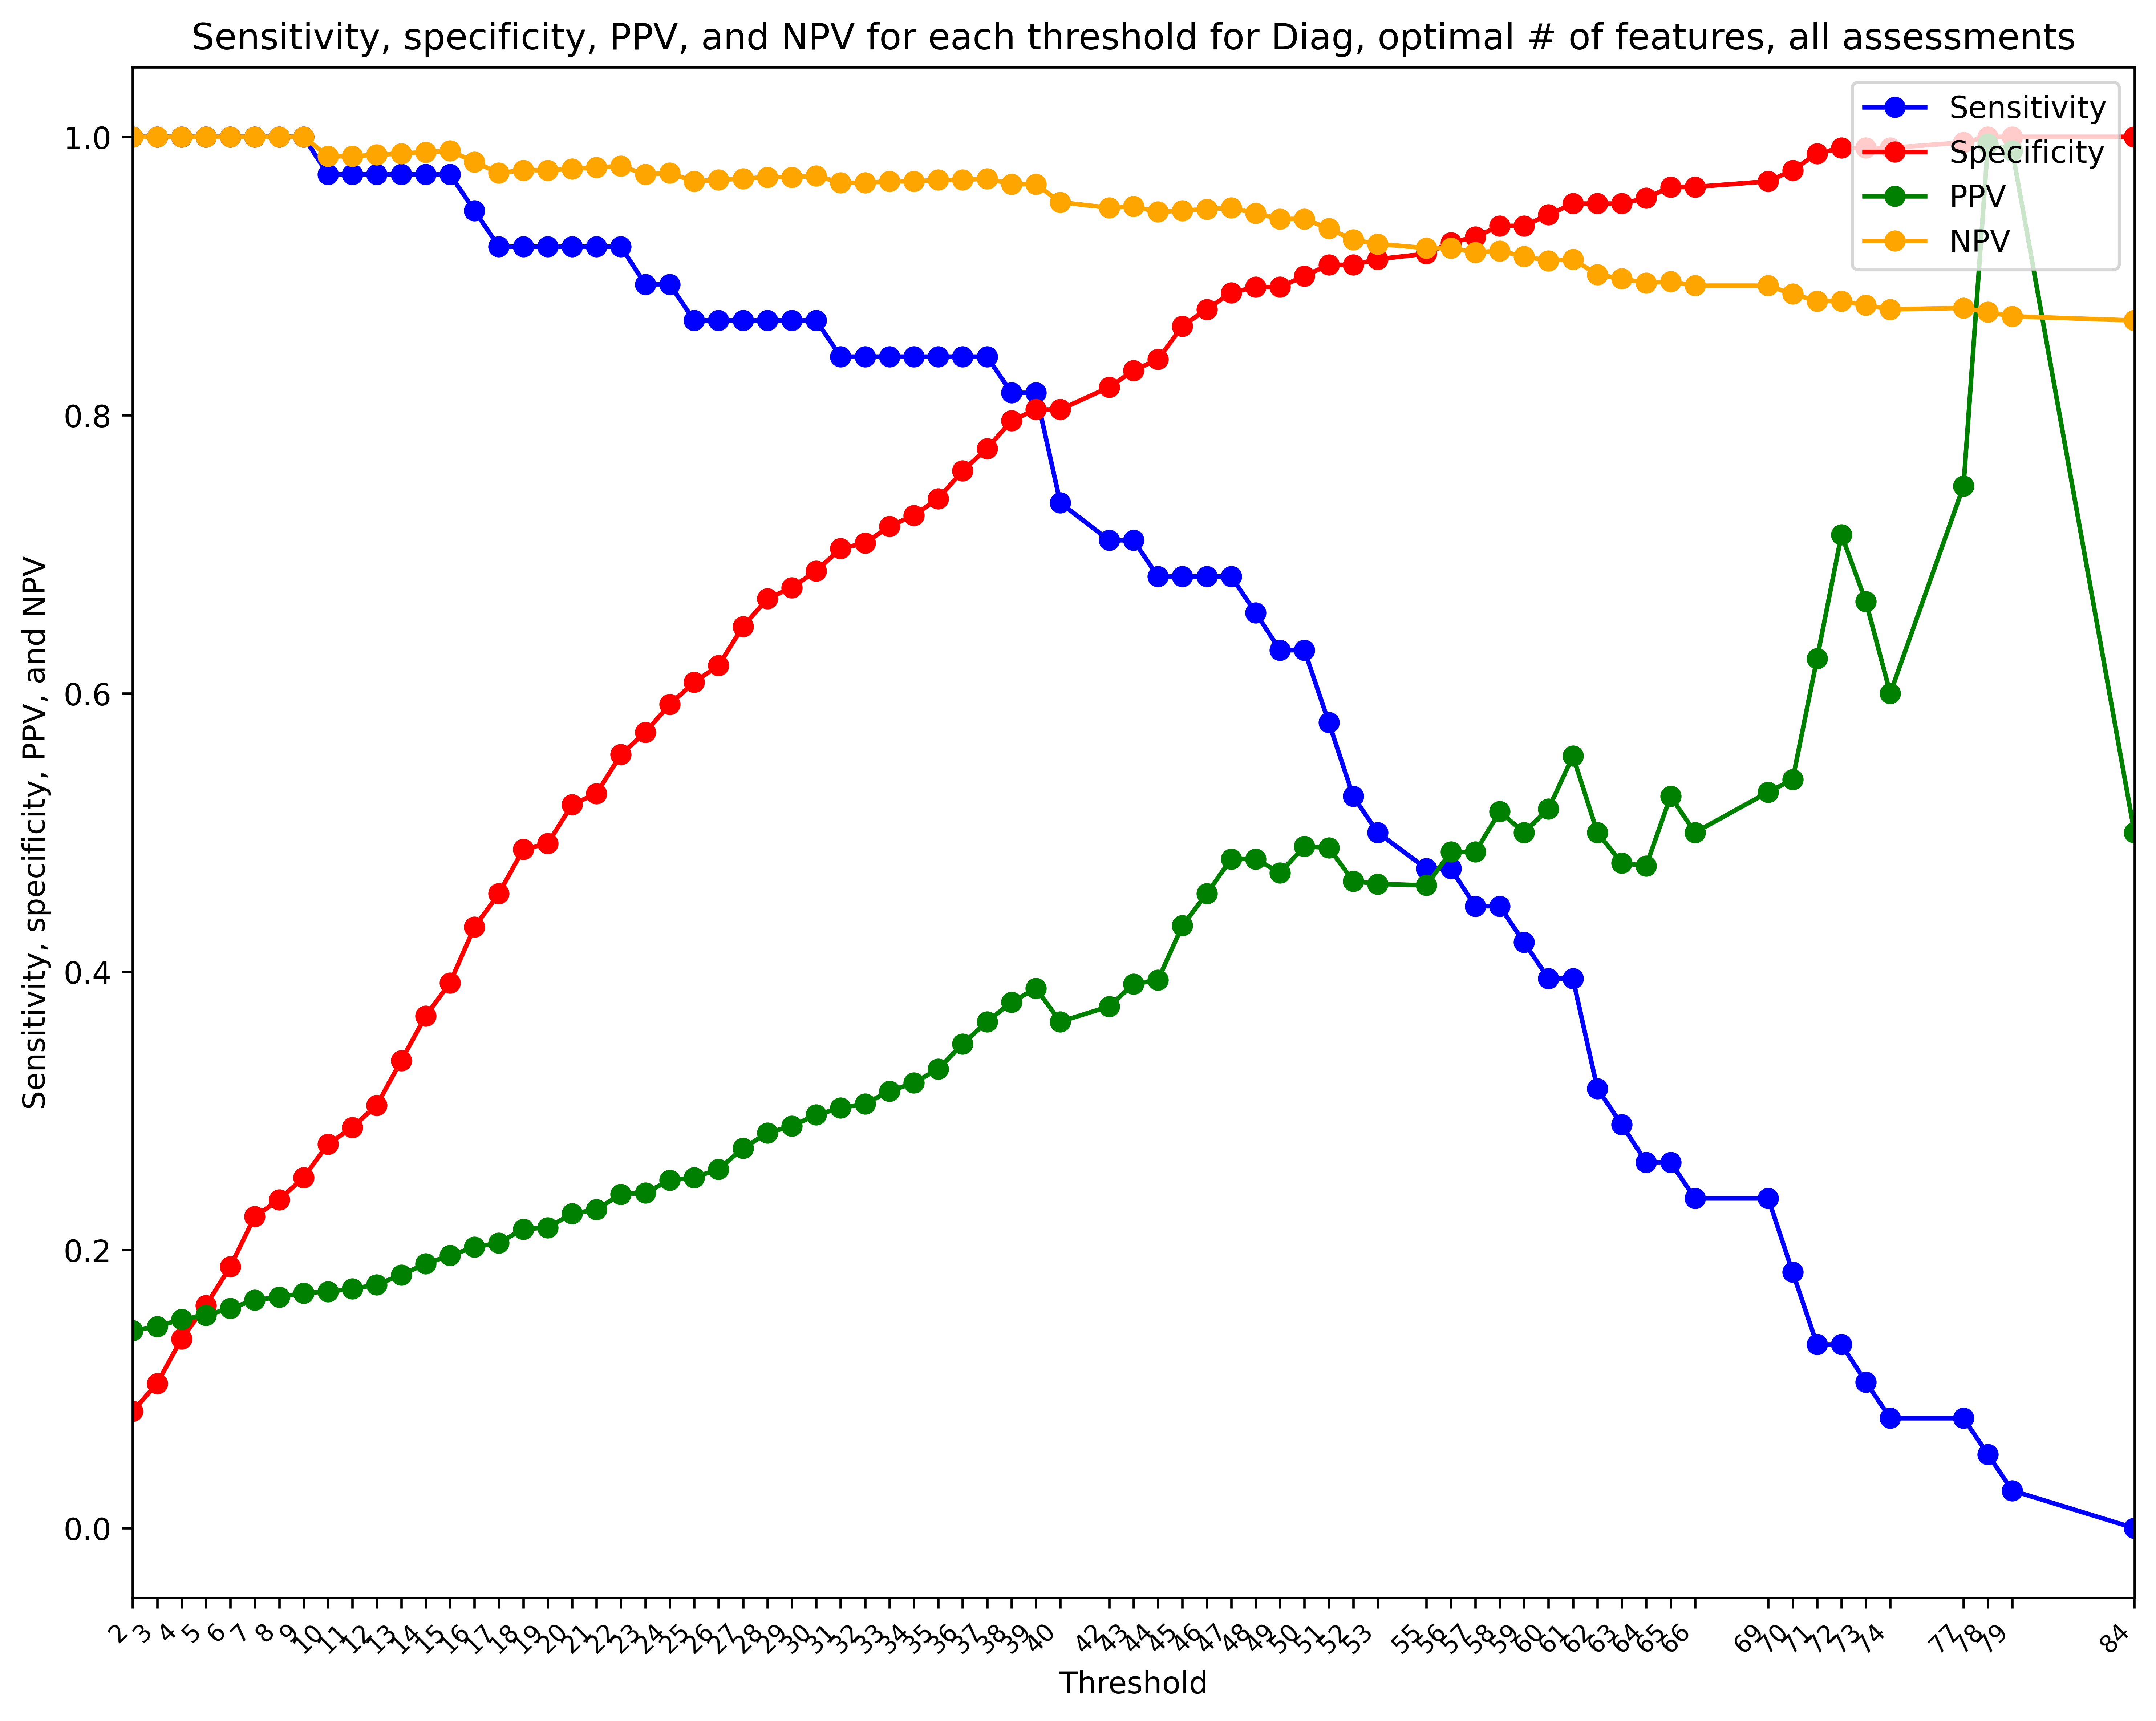 Sensitivity, specificity, PPV, and NPV for each threshold for Diag, optimal # of features, all assessments
Sensitivity
Specificity
PPV
NPV
1.0
0.8
0.6
0.4
0.2
0.0
Sensitivity, specificity, PPV, and NPV
2 3 4 5 6 7 8 9 10 11 12 13 14 15 16 17 18 19 20 21 22 23 24 25 26 27 28 29 30 31 32 33 34 35 36 37 38 39 40 42 43 44 45 46 47 48 49 50 51 52 53 55 56 57 58 59 60 61 62 63 64 65 66 69 70 71 72 73 74 77 78 79 84
Threshold